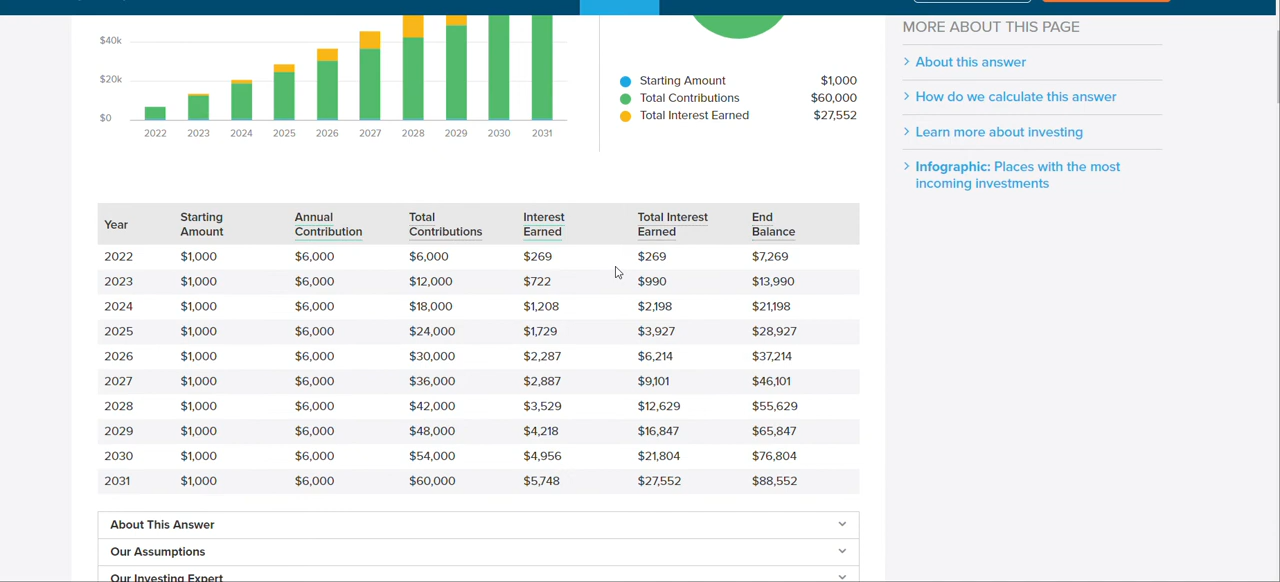 MORE ABOUT THIS PAGE
$40k
$20k
$0
2022 2023 2024 2025 2026 2027 2028 2029 2030 2031
Starting Amount $1,000
Total Contributions $60,000
Total Interest Earned $27,552
> About this answer
> How do we calculate this answer
> Learn more about investing
> Infographic: Places with the most
incoming investments
Year Starting Amount Annual Contribution Total Contributions Interest Earned Total Interest Earned End Balance
2022 $1,000 $6,000 $6,000 $269 $269 $7,269
2023 $1,000 $6,000 $12,000 $722 $990 $13,990
2024 $1,000 $6,000 $18,000 $1,208 $2,198 $21,198
2025 $1,000 $6,000 $24,000 $1,729 $3,927 $28,927
2026 $1,000 $6,000 $30,000 $2,287 $6,214 $37,214
2027 $1,000 $6,000 $36,000 $2,887 $9,101 $46,101
2028 $1,000 $6,000 $42,000 $3,529 $12,629 $55,629
2029 $1,000 $6,000 $48,000 $4,218 $16,847 $65,847
2030 $1,000 $6,000 $54,000 $4,956 $21,804 $76,804
2031 $1,000 $6,000 $60,000 $5,748 $27,552 $88,552
About This Answer
Our Assumptions
Our Investing Expert